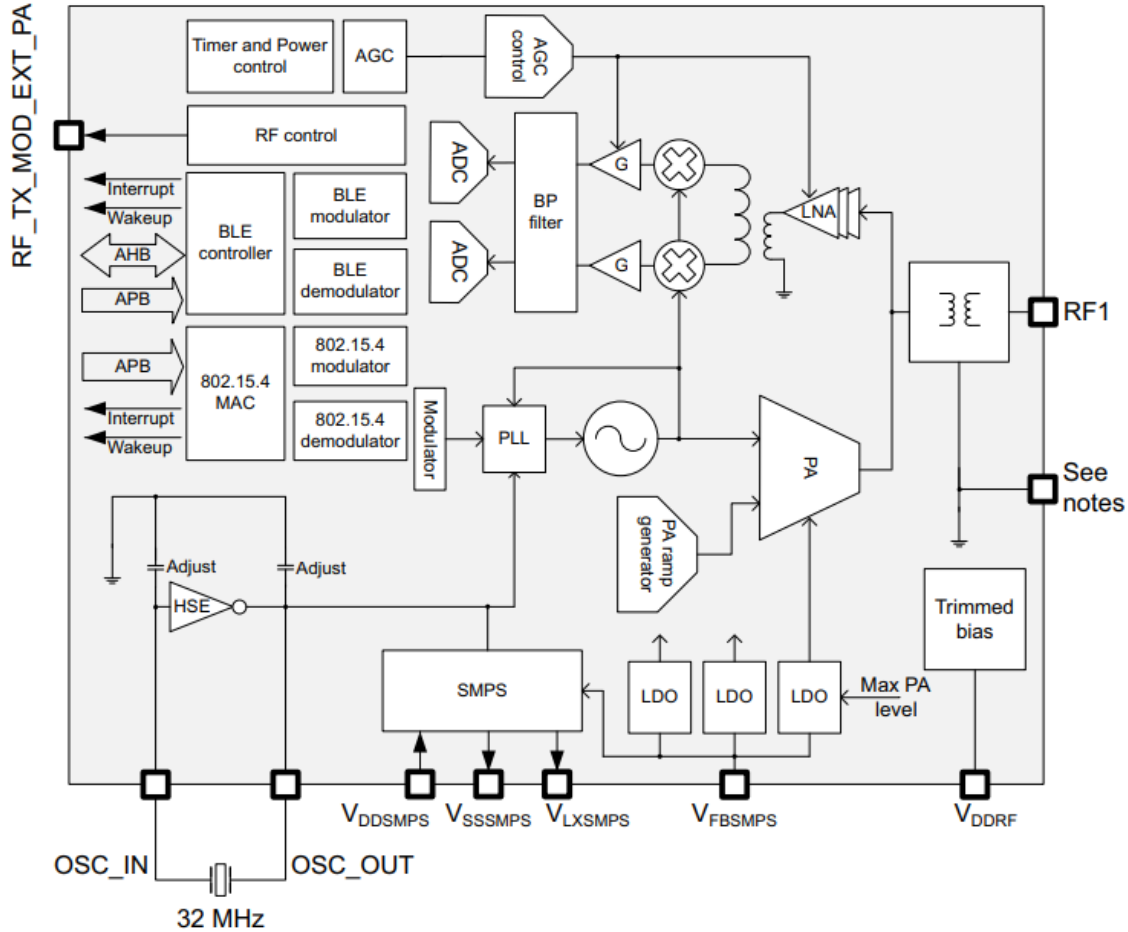 RF_TX_MOD_EXT_PA
Timer and Power
control
AGC
AGC
control
RF control
ADC
ADC
BP
filter
G
G
LNA
Interrupt
Wakeup
AHB
APB
BLE
controller
BLE
modulator
BLE
demodulator
RF1
APB
Interrupt
Wakeup
802.15.4
MAC
802.15.4
modulator
802.15.4
demodulator
Modulator
PLL
PA
See
notes
Adjust
Adjust
HSE
PA ramp
generator
Trimmed
bias
SMPS
LDO
LDO
LDO
Max PA
level
VDDSMPS
VSSSMPS
VLXSMPS
VFBSMPS
VDDRF
OSC_IN
OSC_OUT
32 MHz